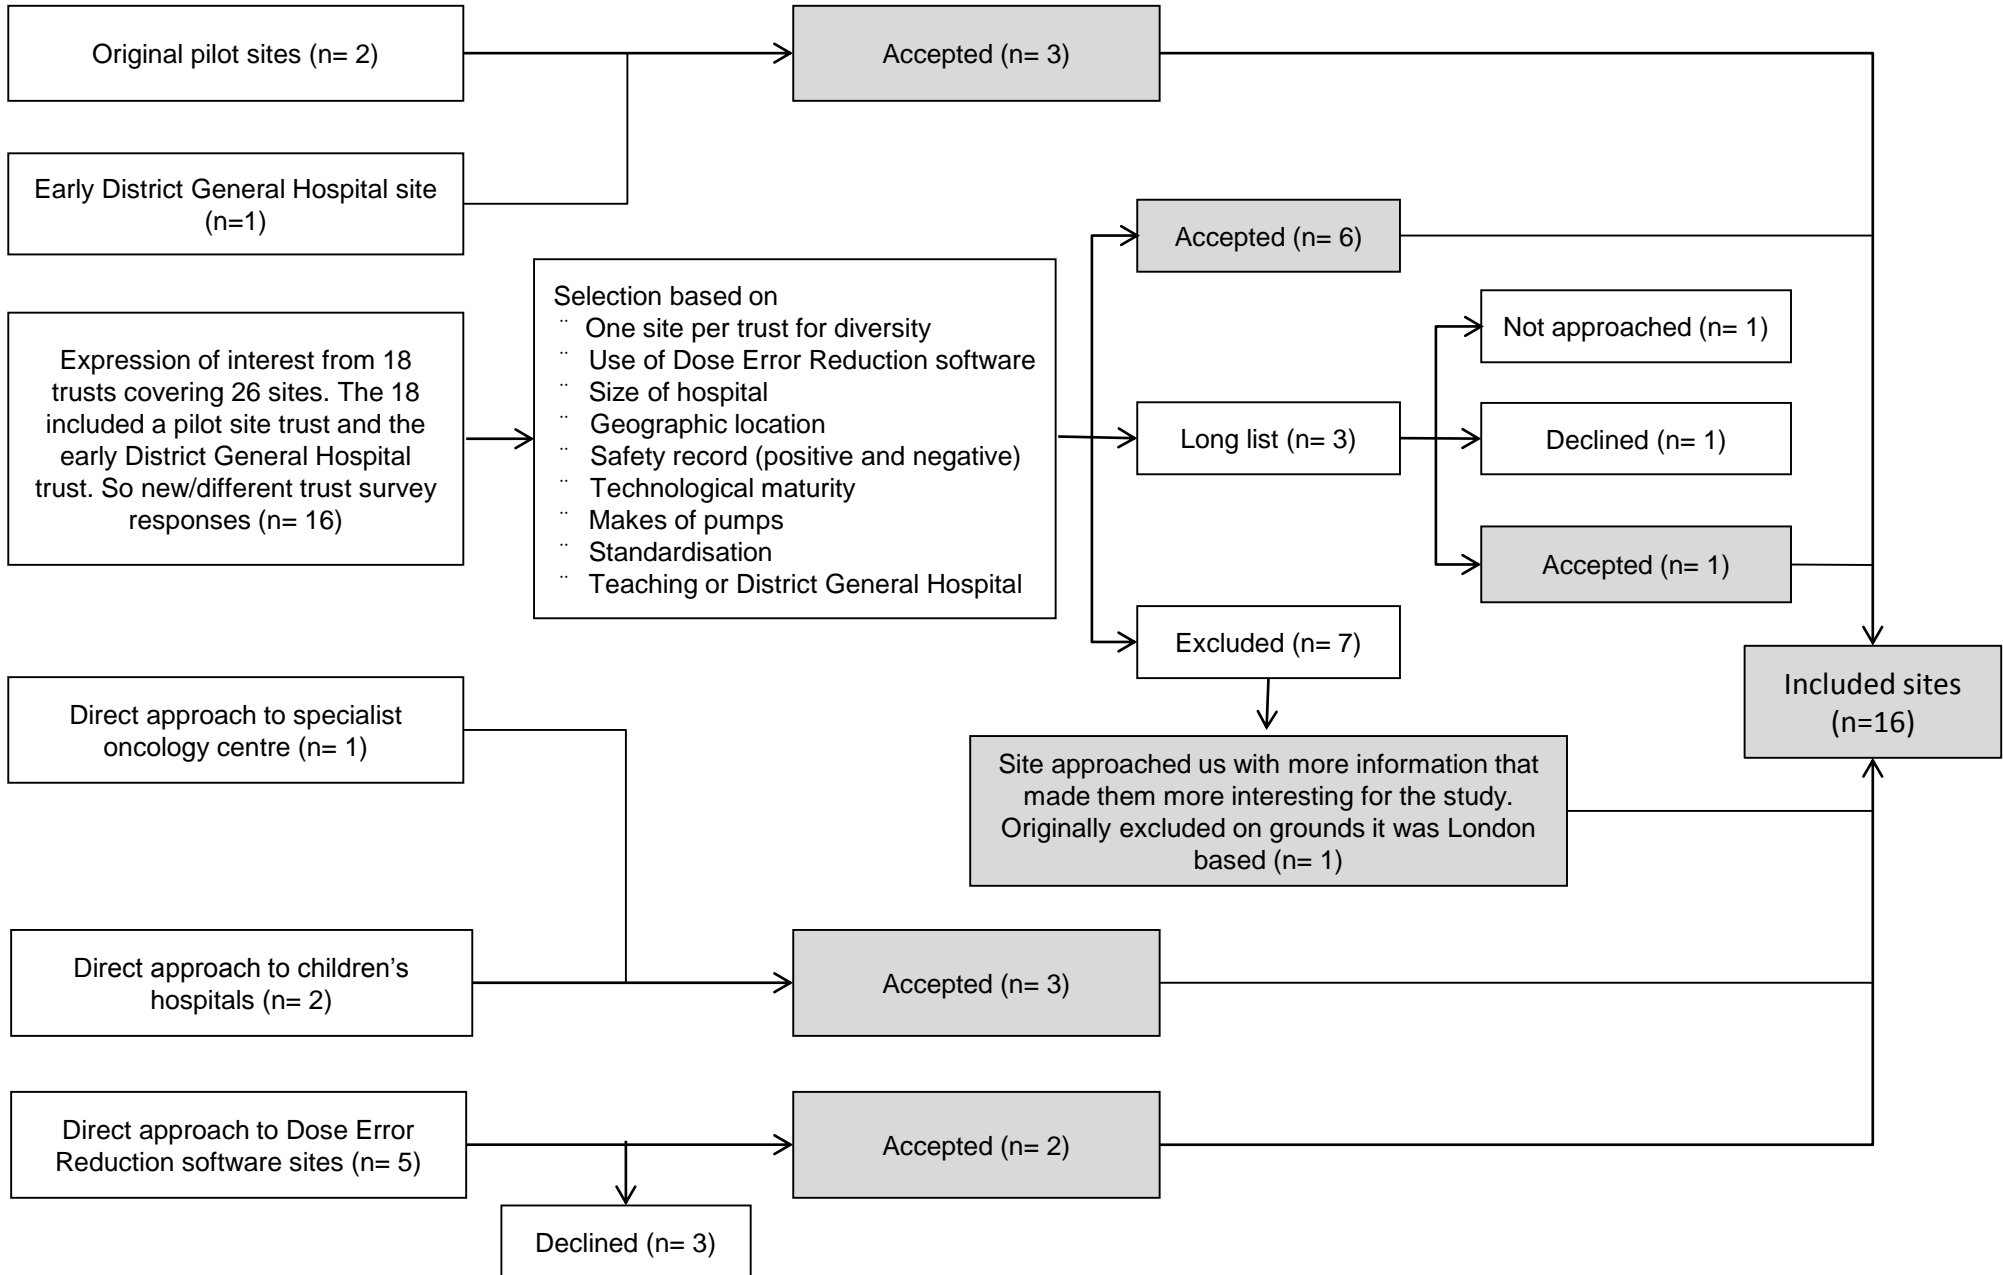 Original pilot sites (n= 2)
Accepted (n= 3)
Early District General Hospital site
(n=1)
Accepted (n= 6)
Expression of interest from 18
trusts covering 26 sites. The 18
included a pilot site trust and the
early District General Hospital
trust. So new/different trust survey
responses (n= 16)
Selection based on
¨ One site per trust for diversity
¨ Use of Dose Error Reduction software
¨ Size of hospital
¨ Geographic location
¨ Safety record (positive and negative)
¨ Technological maturity
¨ Makes of pumps
¨ Standardisation
¨ Teaching or District General Hospital
Long list (n= 3)
Not approached (n= 1)
Declined (n= 1)
Accepted (n= 1)
Excluded (n= 7)
Site approached us with more information that
made them more interesting for the study.
Originally excluded on grounds it was London
based (n= 1)
Included sites
(n=16)
Direct approach to specialist
oncology centre (n= 1)
Direct approach to children’s
hospitals (n= 2)
Accepted (n= 3)
Direct approach to Dose Error
Reduction software sites (n= 5)
Accepted (n= 2)
Declined (n= 3)